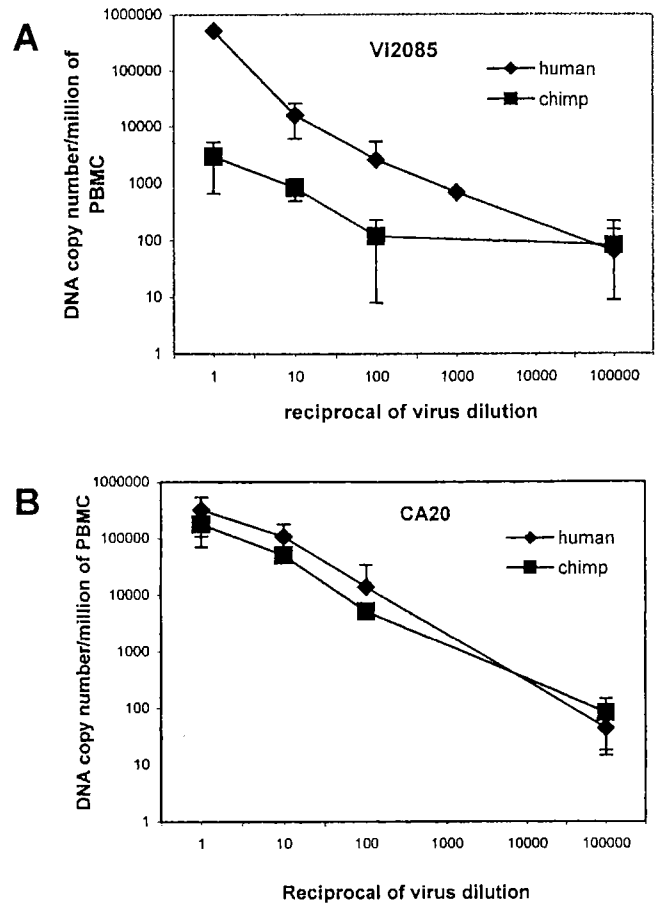 A
VI2085
human
chimp
DNA copy number/million of
PBMC
1000000
100000
10000
1000
100
10
1
1 10 100 1000 10000 100000
reciprocal of virus dilution
B
CA20
human
chimp
DNA copy number/million of PBMC
1000000
100000
10000
1000
100
10
1
1 10 100 1000 10000 100000
Reciprocal of virus dilution